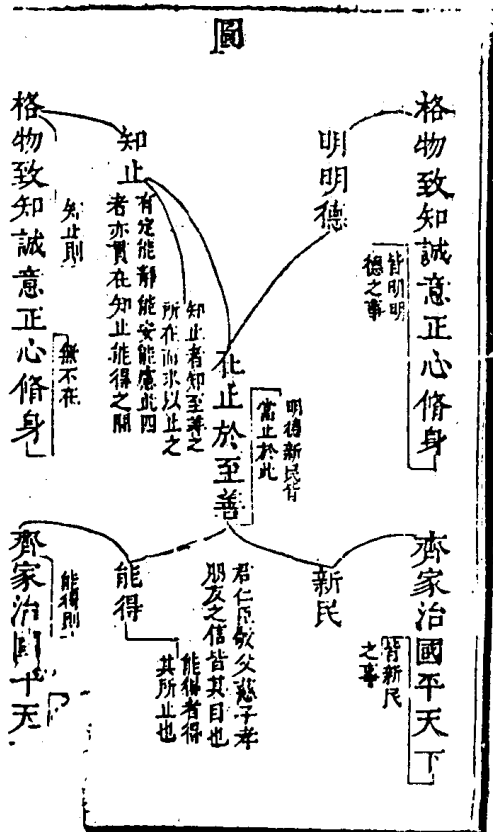 圖
格物致知誠意正心脩身
皆明明
德之事
明明德
齊家治國平天下
皆新民
之事
新民
在止於至善
明德新民皆
當止於此
君仁臣敬父慈子孝
朋友之信皆其目也
知止
知止者知至善之
所在而求以止之
有定能靜能安能慮此四
者亦貫在知止能得之間
能得
能得者得
其所止也
格物致知誠意正心脩身
知止則
無不在
齊家治國平天
能得則